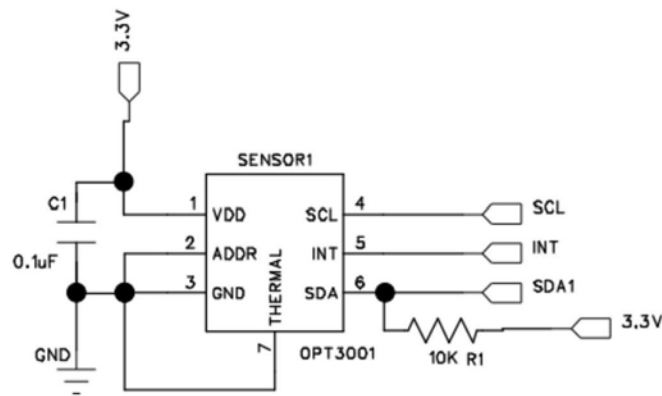 3.3V
SENSOR1
C1
0.1uF
GND
1 VDD SCL 4 SCL
2 ADDR INT 5 INT
3 GND SDA 6 SDA1
THERMAL
7
OPT3001
10K R1
3.3V